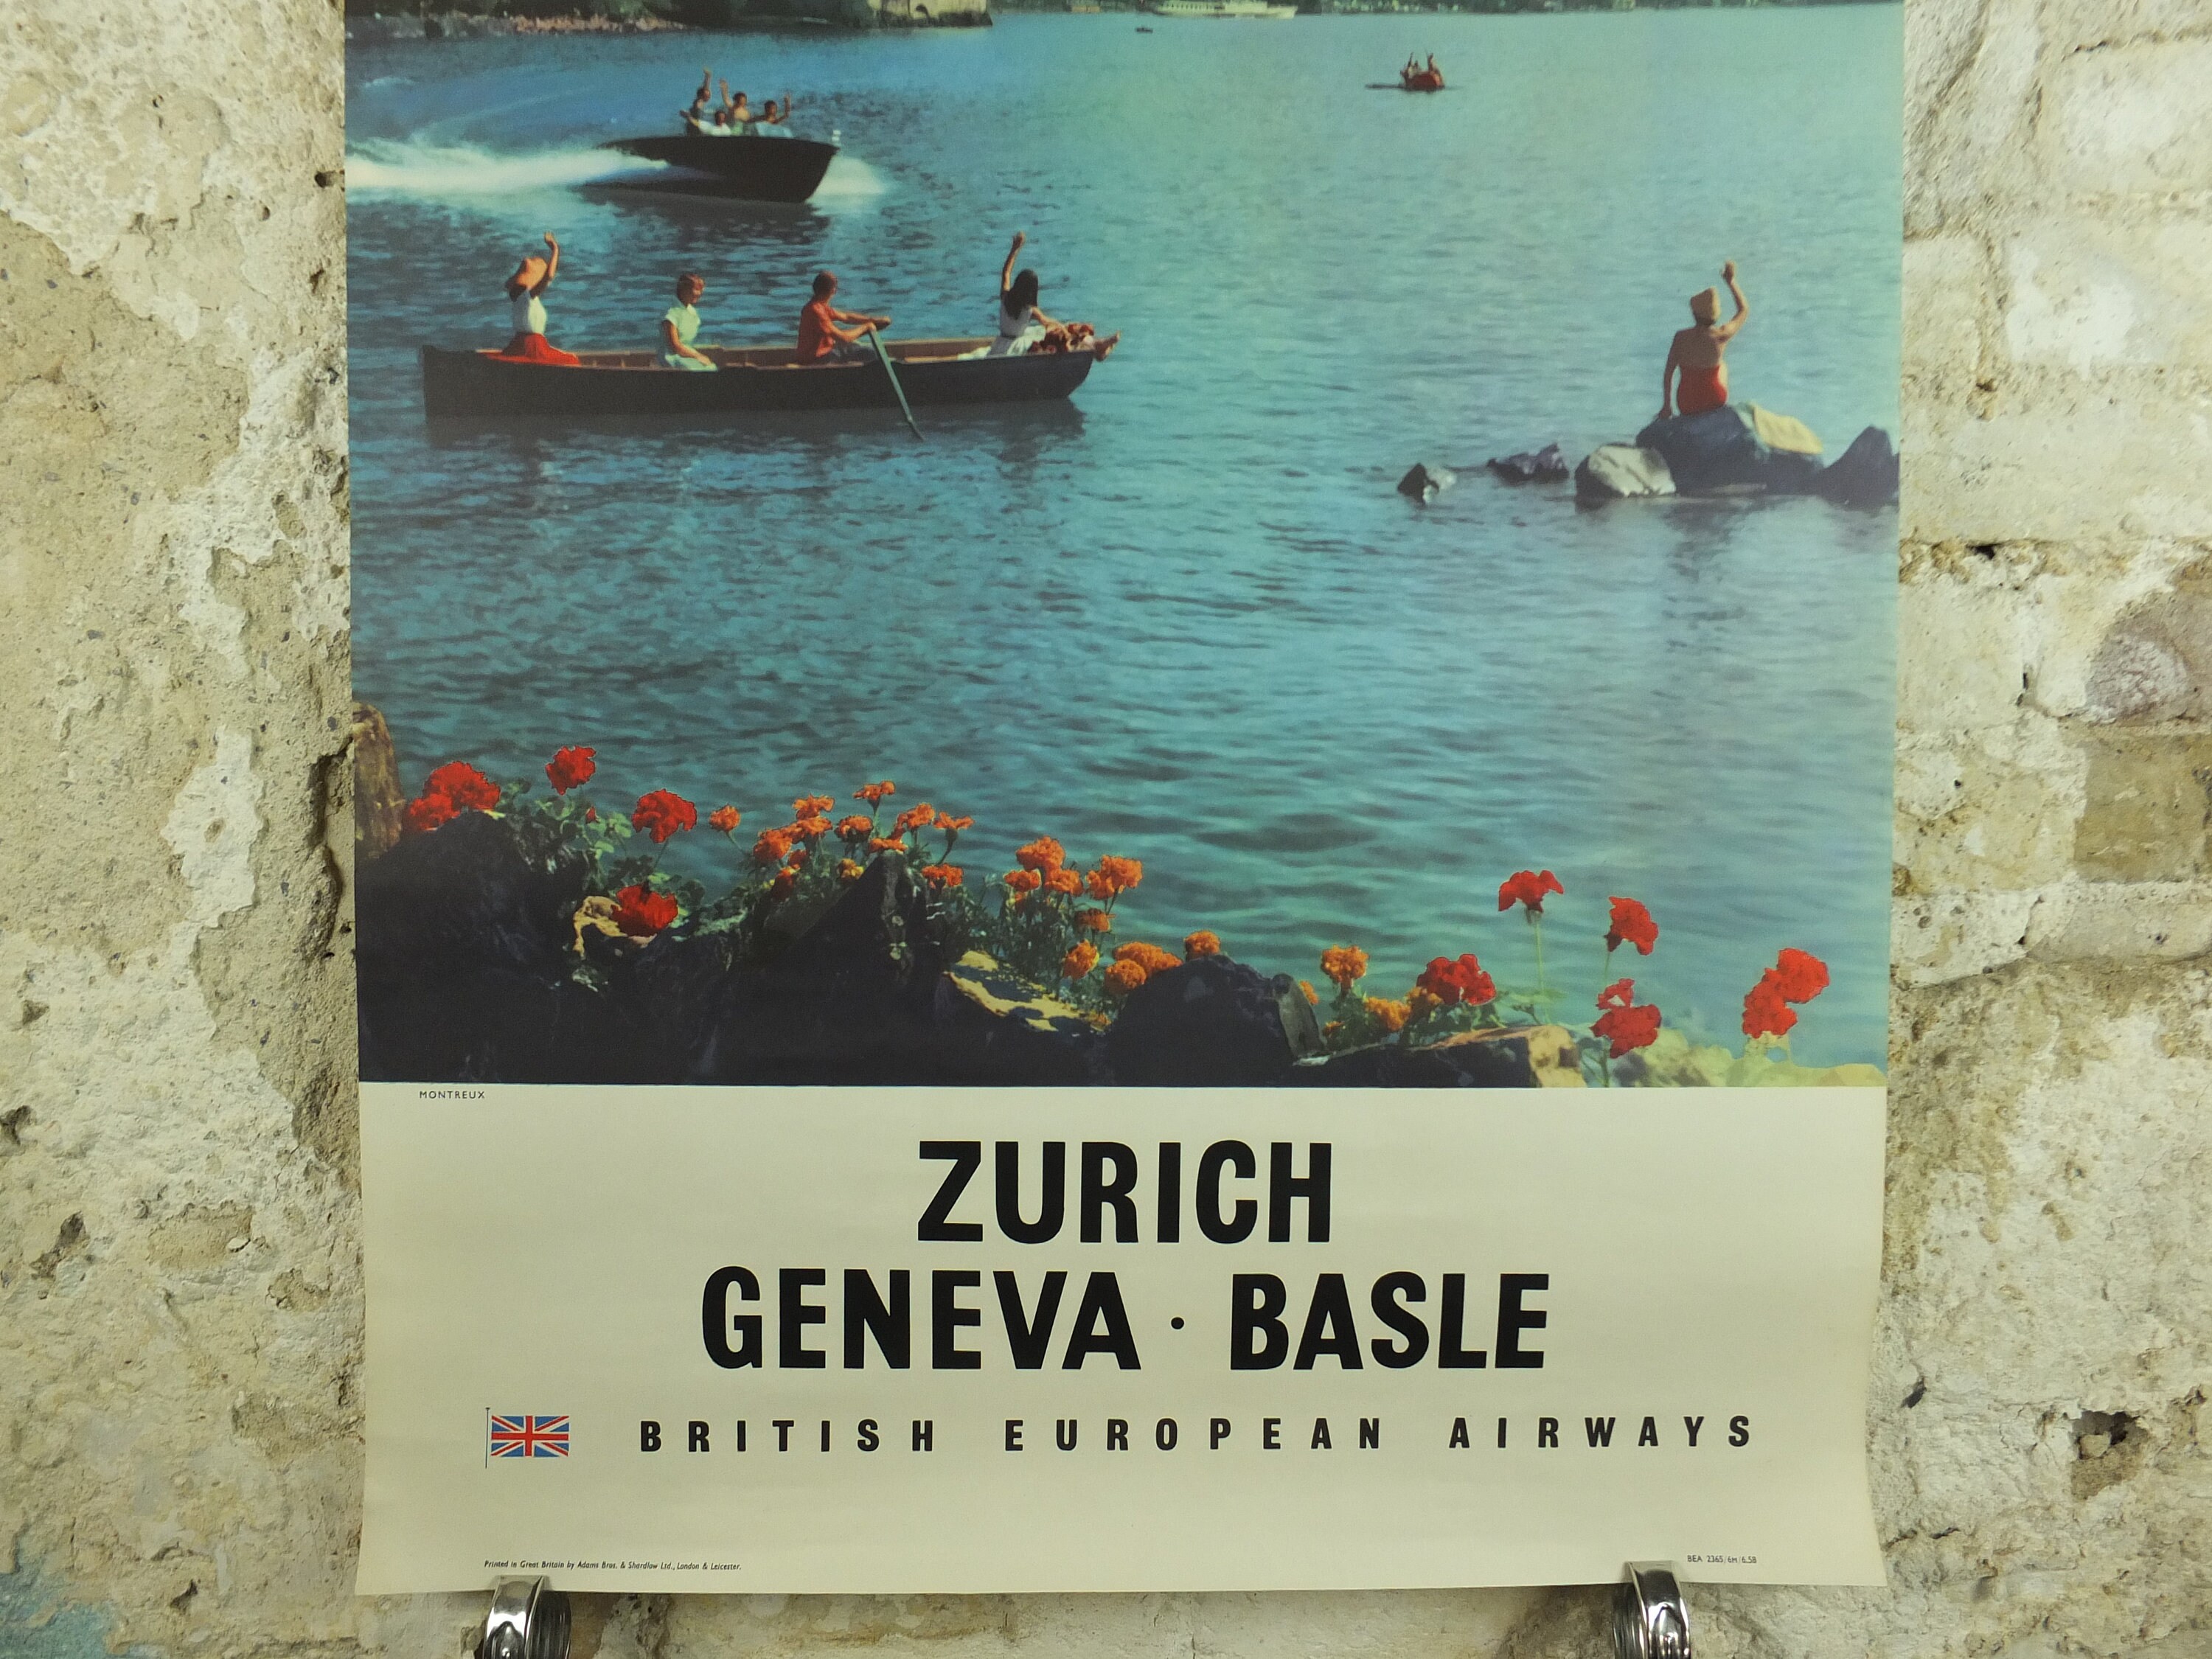 MONTREUX
ZURICH
GENEVA · BASLE
BRITISH EUROPEAN AIRWAYS
Printed in Great Britain by Adams Bros. & Shardlow Ltd., London & Leicester.
BEA 2365/6M/6.58